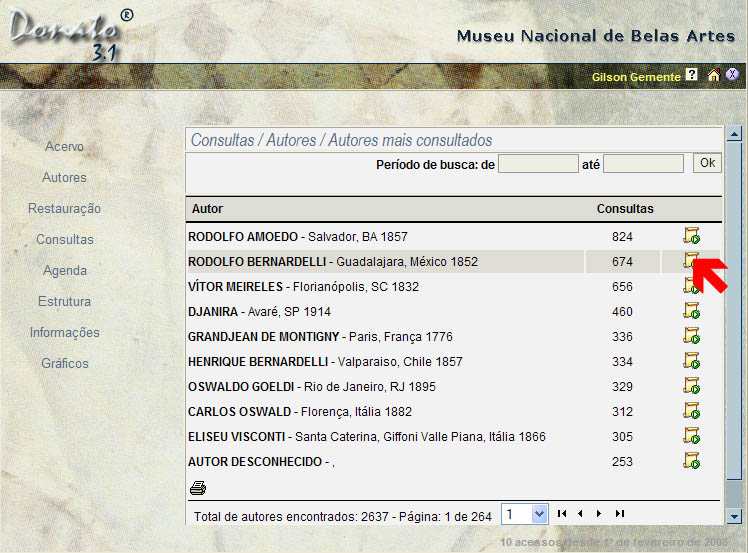 Donato®
3.1
Museu Nacional de Belas Artes
Gilson Gemente ?
Acervo
Autores
Restauração
Consultas
Agenda
Estrutura
Informações
Gráficos
Consultas / Autores / Autores mais consultados
Período de busca: de até Ok
Autor Consultas
RODOLFO AMOEDO - Salvador, BA 1857 824
RODOLFO BERNARDELLI - Guadalajara, México 1852 674
VÍTOR MEIRELES - Florianópolis, SC 1832 656
DJANIRA - Avaré, SP 1914 460
GRANDJEAN DE MONTIGNY - Paris, França 1776 336
HENRIQUE BERNARDELLI - Valparaiso, Chile 1857 334
OSWALDO GOELDI - Rio de Janeiro, RJ 1895 329
CARLOS OSWALD - Florença, Itália 1882 312
ELISEU VISCONTI - Santa Caterina, Giffoni Valle Piana, Itália 1866 305
AUTOR DESCONHECIDO - , 253
Total de autores encontrados: 2637 - Página: 1 de 264 1
10 acessos desde 1º de fevereiro de 2008